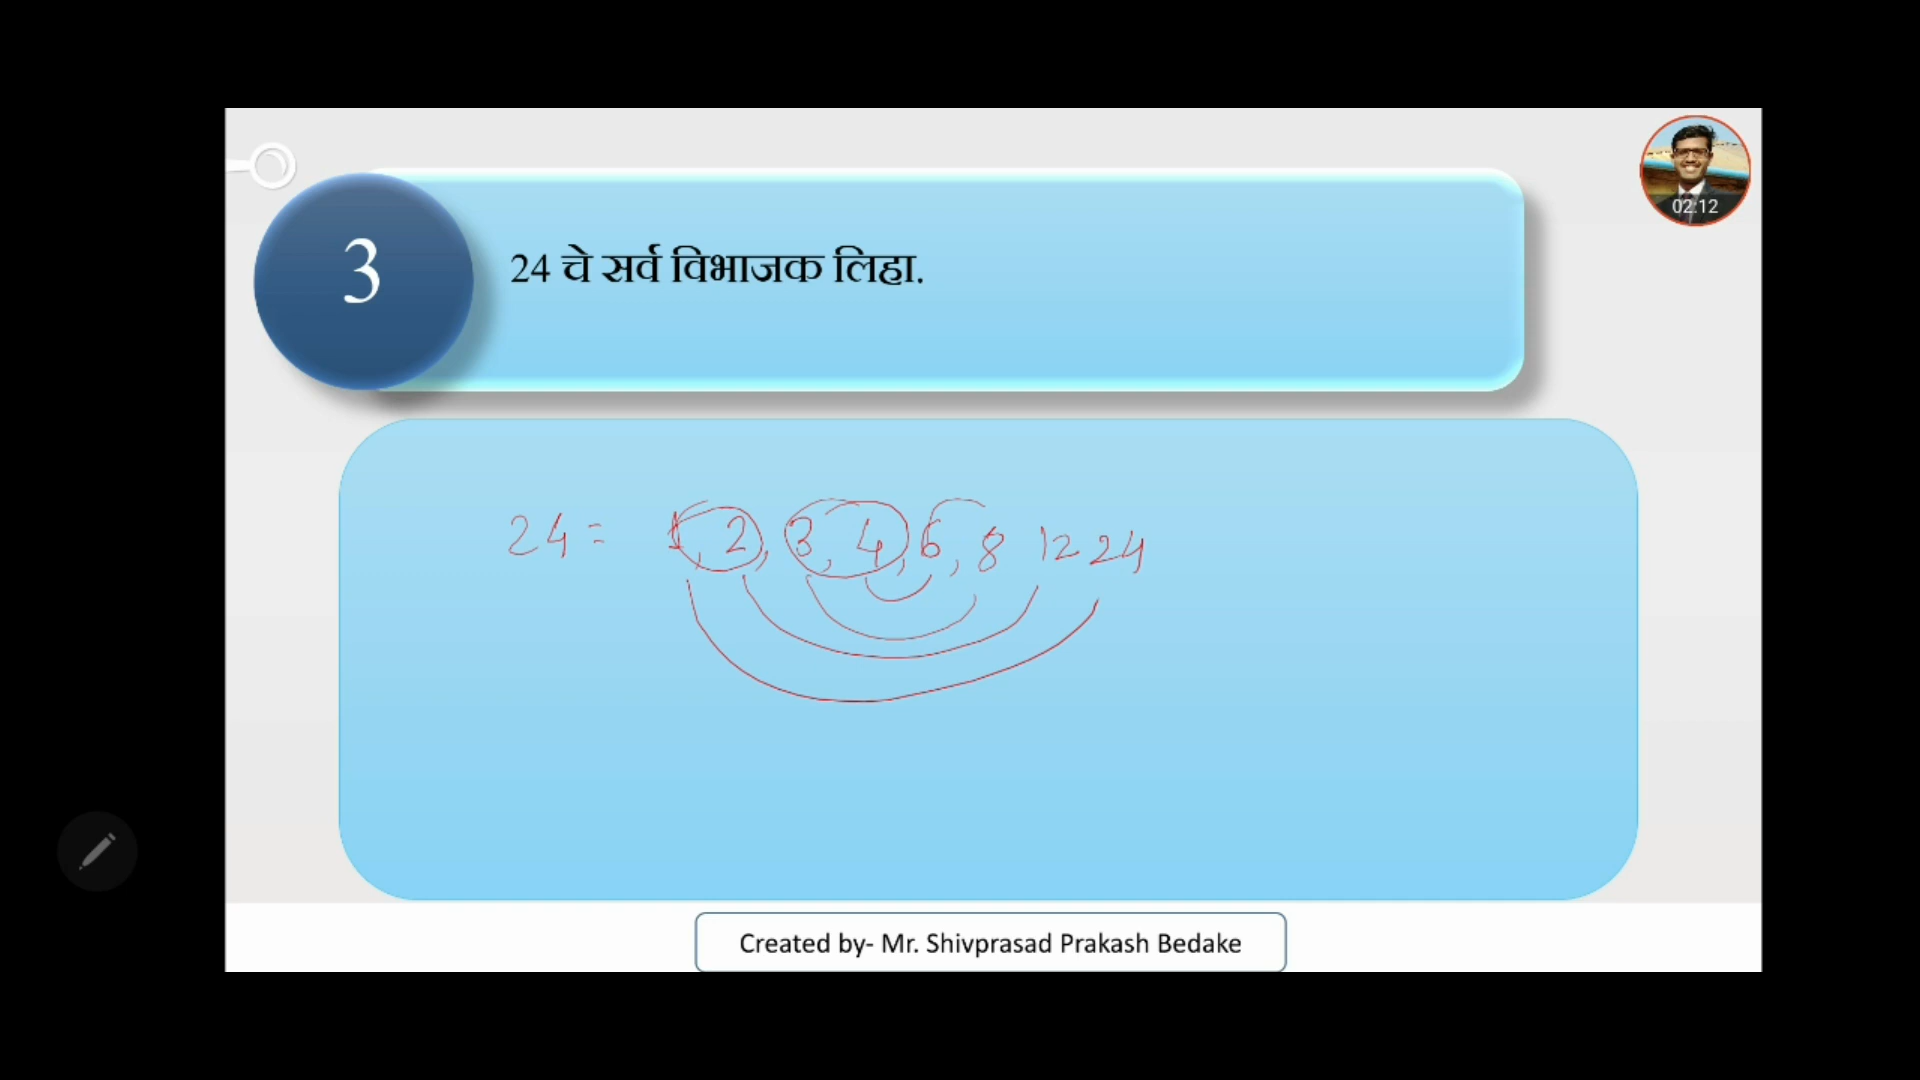 02:12
3
24 चे सर्व विभाजक लिहा.
24 = 1, 2, 3, 4, 6, 8 12 24
Created by- Mr. Shivprasad Prakash Bedake